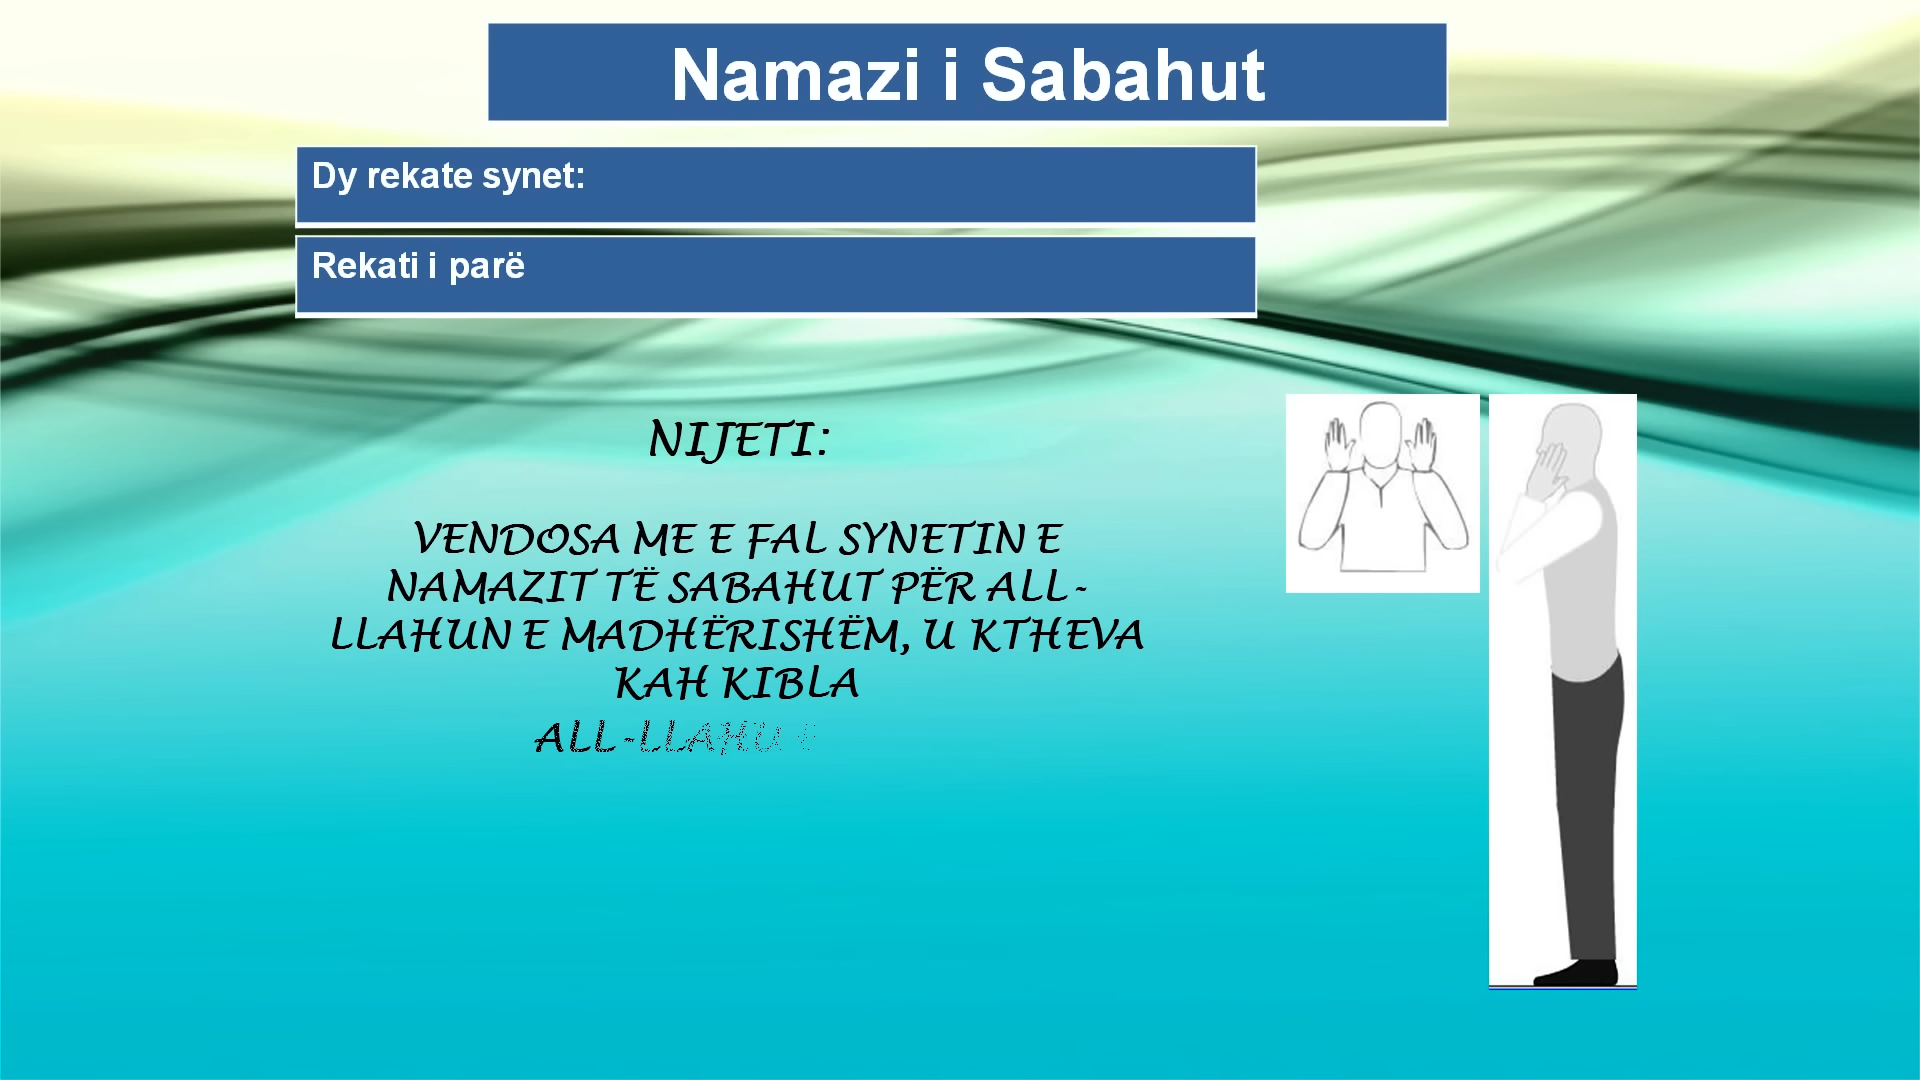 Namazi i Sabahut
Dy rekate synet:
Rekati i parë
NIJETI:
VENDOSA ME E FAL SYNETIN E
NAMAZIT TË SABAHUT PËR ALL-
LLAHUN E MADHËRISHËM, U KTHEVA
KAH KIBLA
ALL-LLAHU